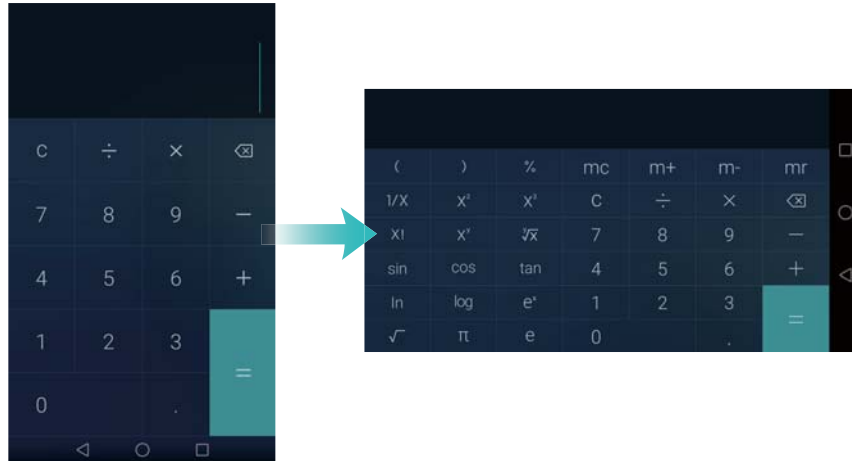 C ÷ ×
7 8 9 −
4 5 6 +
1 2 3
=
0 .
( ) % mc m+ m- mr
1/X X² X³ C ÷ ×
X! Xʸ ʸ√x 7 8 9 −
sin cos tan 4 5 6 +
ln log eˣ 1 2 3
=
√ π e 0 .